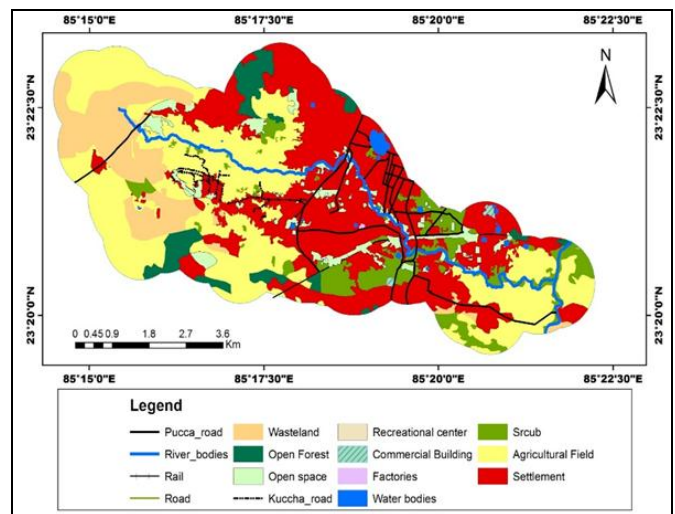 85°15'0"E 85°17'30"E 85°20'0"E 85°22'30"E
N
23°22'30"N 23°22'30"N
23°20'0"N 23°20'0"N
0 0.45 0.9 1.8 2.7 3.6
Km
85°15'0"E 85°17'30"E 85°20'0"E 85°22'30"E
Legend
Pucca_road Wasteland Recreational center Srcub
River_bodies Open Forest Commercial Building Agricultural Field
Rail Open space Factories Settlement
Road Kuccha_road Water bodies